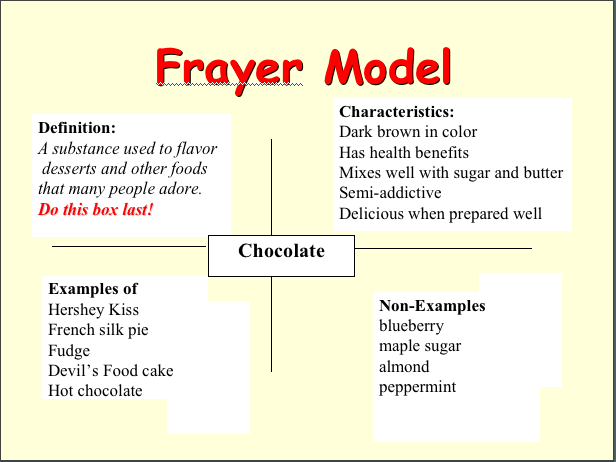 Frayer Model
Definition:
A substance used to flavor
desserts and other foods
that many people adore.
Do this box last!
Characteristics:
Dark brown in color
Has health benefits
Mixes well with sugar and butter
Semi-addictive
Delicious when prepared well
Chocolate
Examples of
Hershey Kiss
French silk pie
Fudge
Devil’s Food cake
Hot chocolate
Non-Examples
blueberry
maple sugar
almond
peppermint